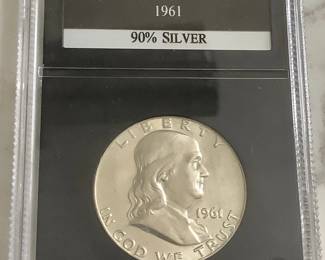 1961
90% SILVER
LIBERTY
1961
IN GOD WE TRUST